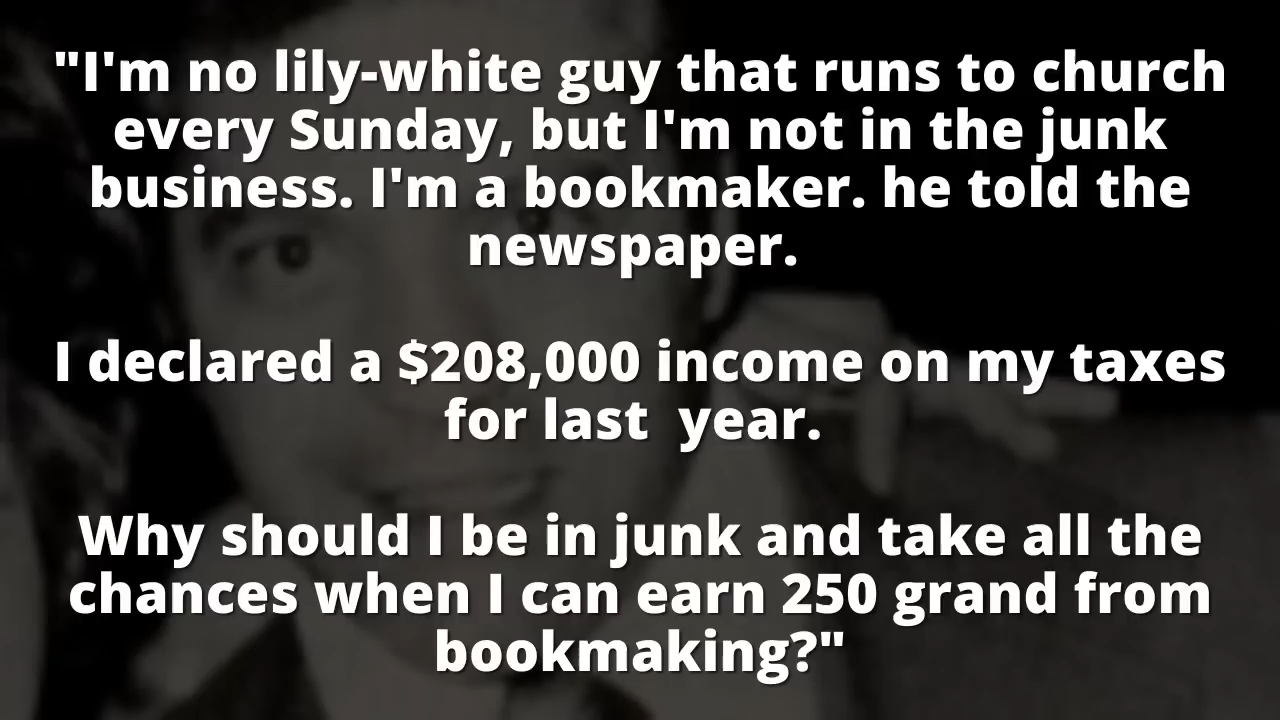 "I'm no lily-white guy that runs to church
every Sunday, but I'm not in the junk
business. I'm a bookmaker. he told the
newspaper.
I declared a $208,000 income on my taxes
for last  year.
Why should I be in junk and take all the
chances when I can earn 250 grand from
bookmaking?"